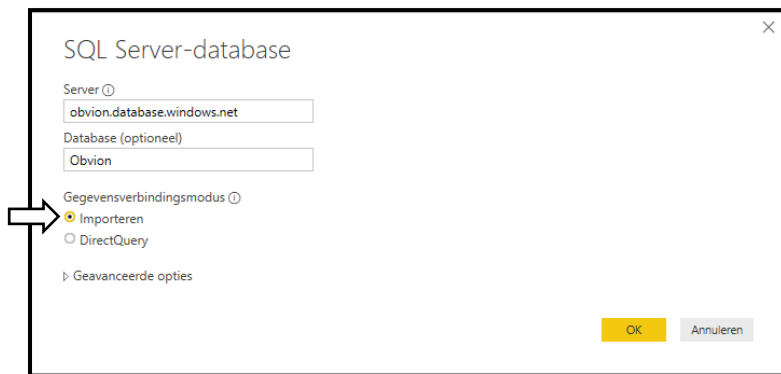 SQL Server-database
Server
obvion.database.windows.net
Database (optioneel)
Obvion
Gegevensverbindingsmodus
Importeren
DirectQuery
Geavanceerde opties
OK Annuleren